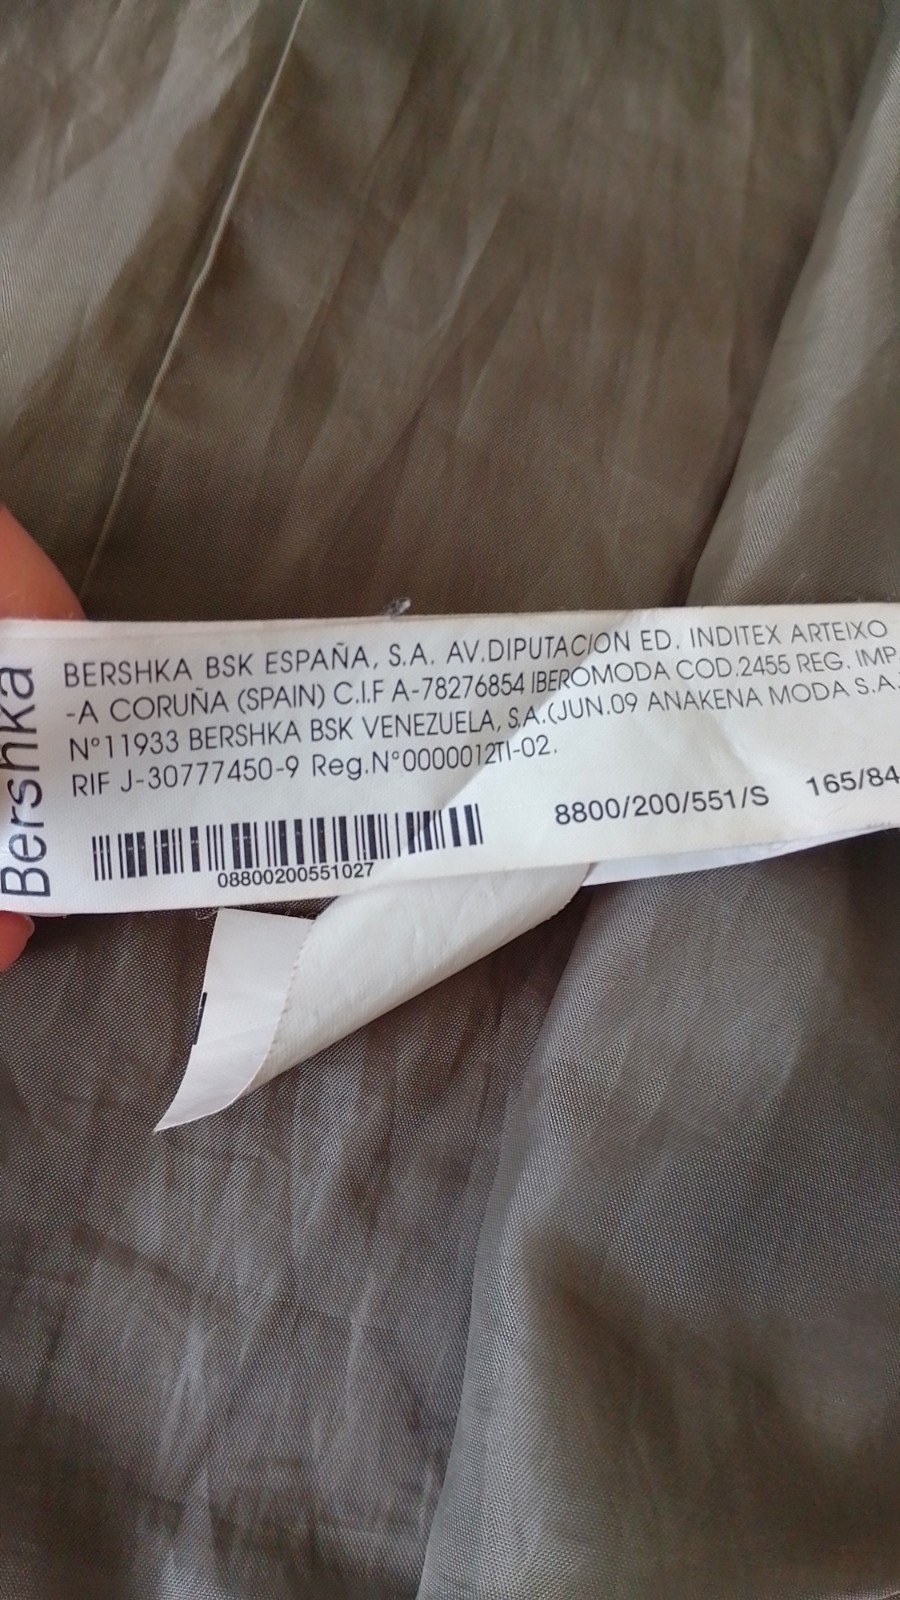 Bershka
BERSHKA BSK ESPAÑA, S.A. AV.DIPUTACION ED. INDITEX ARTEIXO
-A CORUÑA (SPAIN) C.I.F A-78276854 IBEROMODA COD.2455 REG. IMP.
N°11933 BERSHKA BSK VENEZUELA, S.A.(JUN.09 ANAKENA MODA S.A.
RIF J-30777450-9 Reg.N°0000012TI-02.
8800/200/551/S 165/84
08800200551027